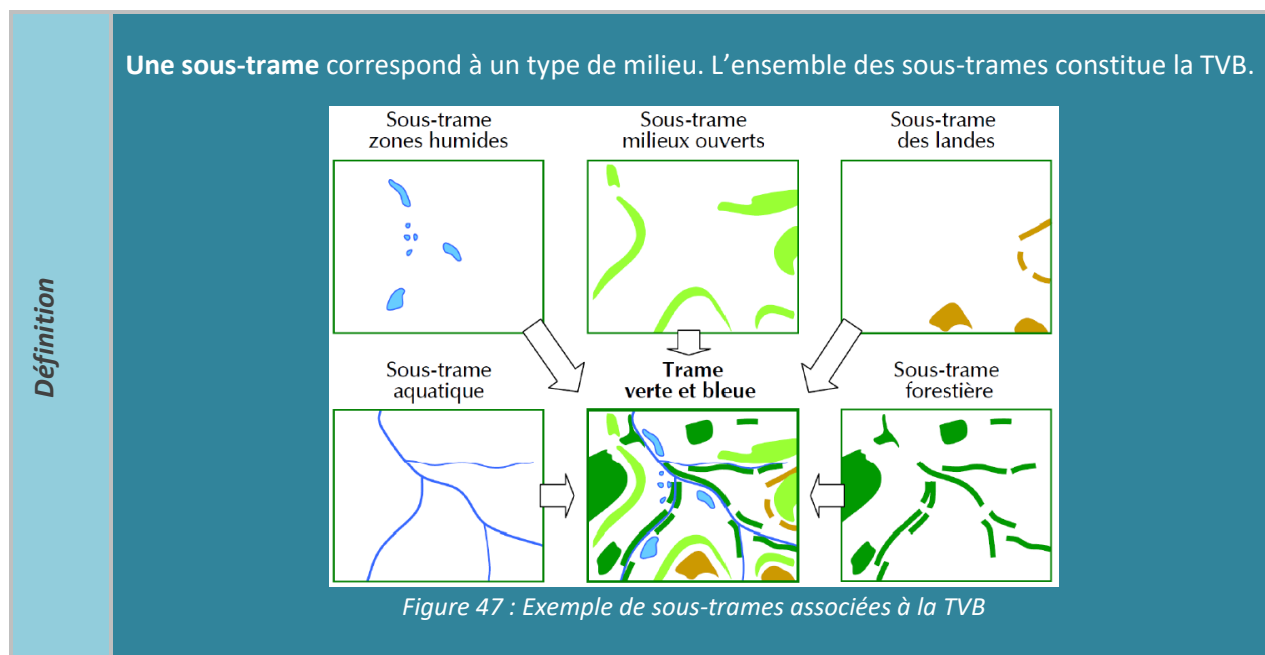 Définition
Une sous-trame correspond à un type de milieu. L’ensemble des sous-trames constitue la TVB.
Sous-trame
zones humides
Sous-trame
milieux ouverts
Sous-trame
des landes
Sous-trame
aquatique
Trame
verte et bleue
Sous-trame
forestière
Figure 47 : Exemple de sous-trames associées à la TVB